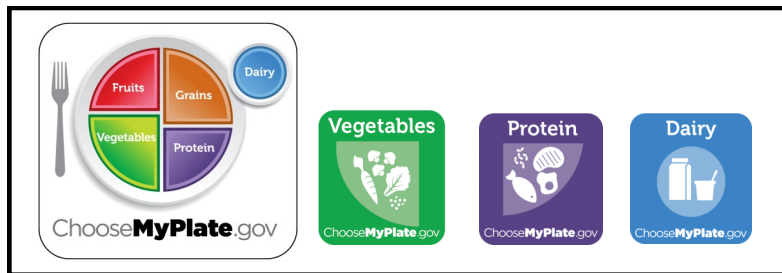 Dairy
Fruits
Grains
Vegetables
Protein
ChooseMyPlate.gov
Vegetables
ChooseMyPlate.gov
Protein
ChooseMyPlate.gov
Dairy
ChooseMyPlate.gov